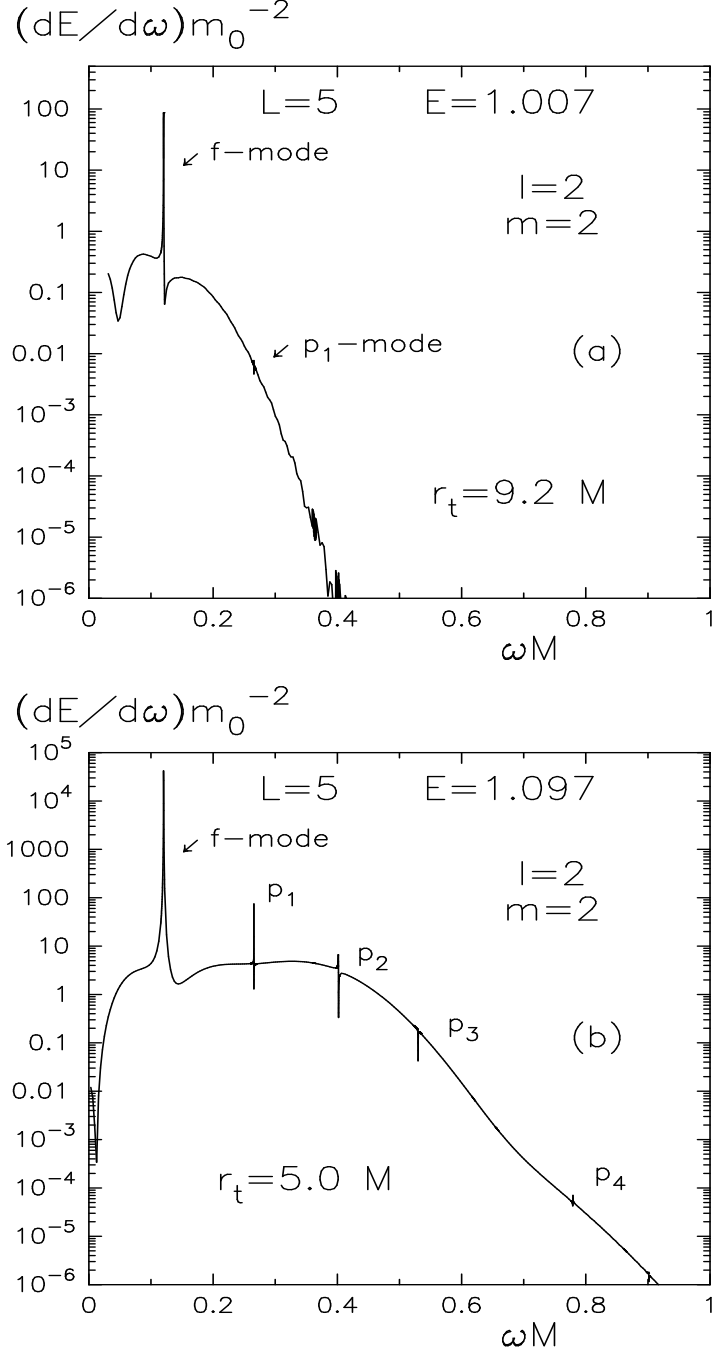 (dE/dω)m₀⁻²
L=5 E=1.007
100
f−mode
10
l=2
m=2
1
0.1
p₁−mode
(a)
0.01
10⁻³
10⁻⁴
rₜ=9.2 M
10⁻⁵
10⁻⁶
0 0.2 0.4 0.6 0.8 1
ωM
(dE/dω)m₀⁻²
10⁵
L=5 E=1.097
10⁴
f−mode
1000
l=2
100
p₁
m=2
10
p₂
1
p₃
(b)
0.1
0.01
10⁻³
rₜ=5.0 M
p₄
10⁻⁴
10⁻⁵
10⁻⁶
0 0.2 0.4 0.6 0.8 1
ωM